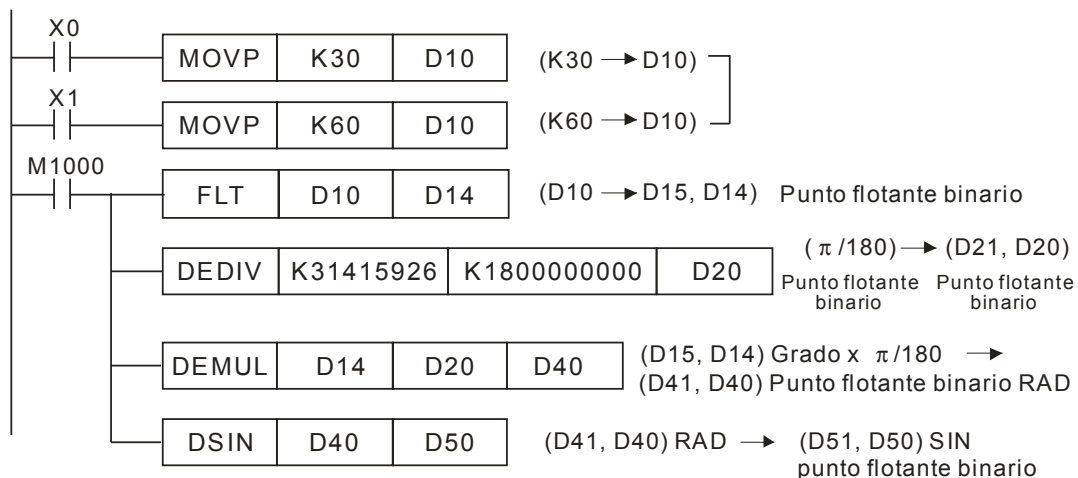 X0
MOVP K30 D10 (K30 → D10)
X1
MOVP K60 D10 (K60 → D10)
M1000
FLT D10 D14 (D10 → D15, D14) Punto flotante binario
DEDIV K31415926 K1800000000 D20 (π/180) → (D21, D20)
Punto flotante Punto flotante
binario binario
DEMUL D14 D20 D40 (D15, D14) Grado x π/180 →
(D41, D40) Punto flotante binario RAD
DSIN D40 D50 (D41, D40) RAD → (D51, D50) SIN
punto flotante binario